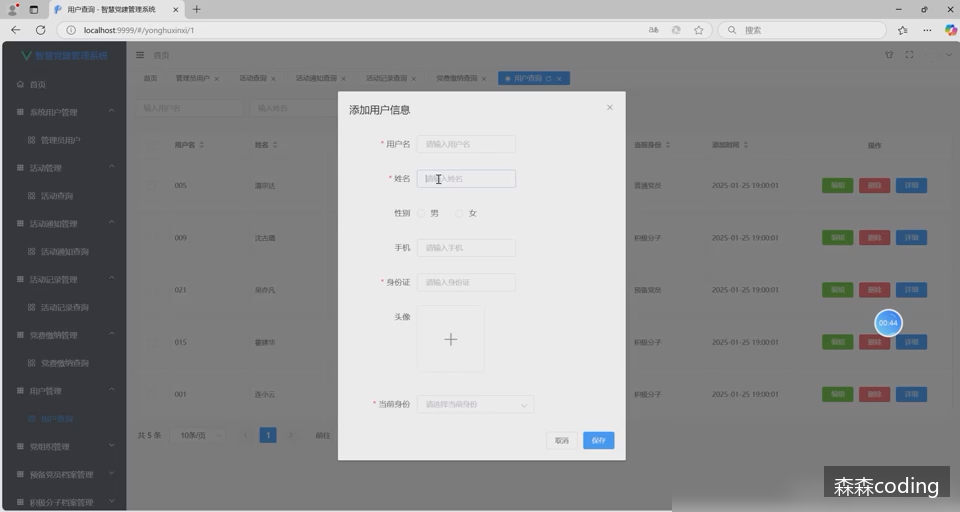 用户查询 - 智慧党建管理系统
localhost:9999/#/yonghuxinxi/1
搜索
智慧党建管理系统
首页
首页
管理员用户
活动查询
活动通知查询
活动记录查询
党费缴纳查询
用户查询
首页
系统用户管理
管理员用户
活动管理
活动查询
活动通知管理
活动通知查询
活动记录管理
活动记录查询
党费缴纳管理
党费缴纳查询
用户管理
用户查询
党组织管理
预备党员档案管理
积极分子档案管理
输入用户名
输入姓名
用户名
姓名
当前身份
添加时间
操作
005
普通党员
2025-01-25 19:00:01
编辑
删除
详细
009
积极分子
2025-01-25 19:00:01
编辑
删除
详细
021
吴亦凡
预备党员
2025-01-25 19:00:01
编辑
删除
详细
015
积极分子
2025-01-25 19:00:01
编辑
删除
详细
001
连小云
积极分子
2025-01-25 19:00:01
编辑
删除
详细
共 5 条
10条/页
1
前往
添加用户信息
* 用户名
请输入用户名
* 姓名
请输入姓名
性别
男
女
手机
请输入手机
* 身份证
请输入身份证
头像
* 当前身份
请选择当前身份
取消
保存
00:44
森森coding